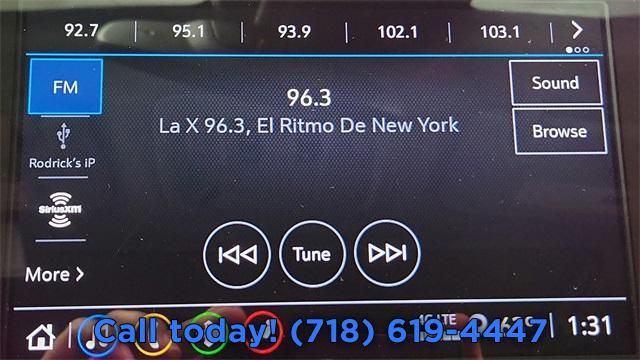 92.7 95.1 93.9 102.1 103.1
FM
96.3
Sound
La X 96.3, El Ritmo De New York
Browse
Rodrick's iP
SiriusXM
Tune
More
Call today! (718) 619-4447
LTE
1:31